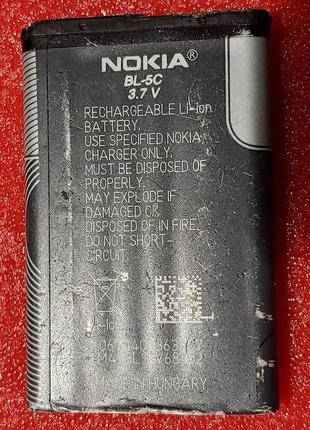 NOKIA®
BL-5C
3.7 V
RECHARGEABLE Li-Ion
BATTERY.
USE SPECIFIED NOKIA
CHARGER ONLY.
MUST BE DISPOSED OF
PROPERLY.
MAY EXPLODE IF
DAMAGED OR
DISPOSED OF IN FIRE.
DO NOT SHORT-
CIRCUIT.
IN HUNGARY